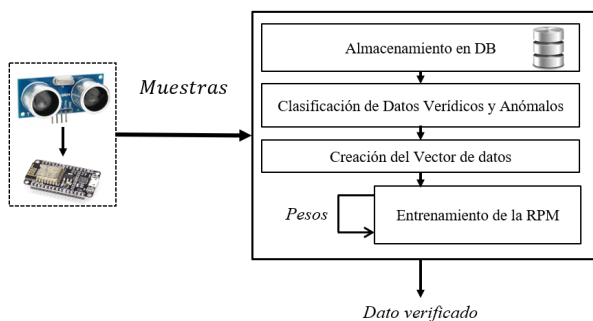 Muestras
Almacenamiento en DB
Clasificación de Datos Verídicos y Anómalos
Creación del Vector de datos
Pesos
Entrenamiento de la RPM
Dato verificado